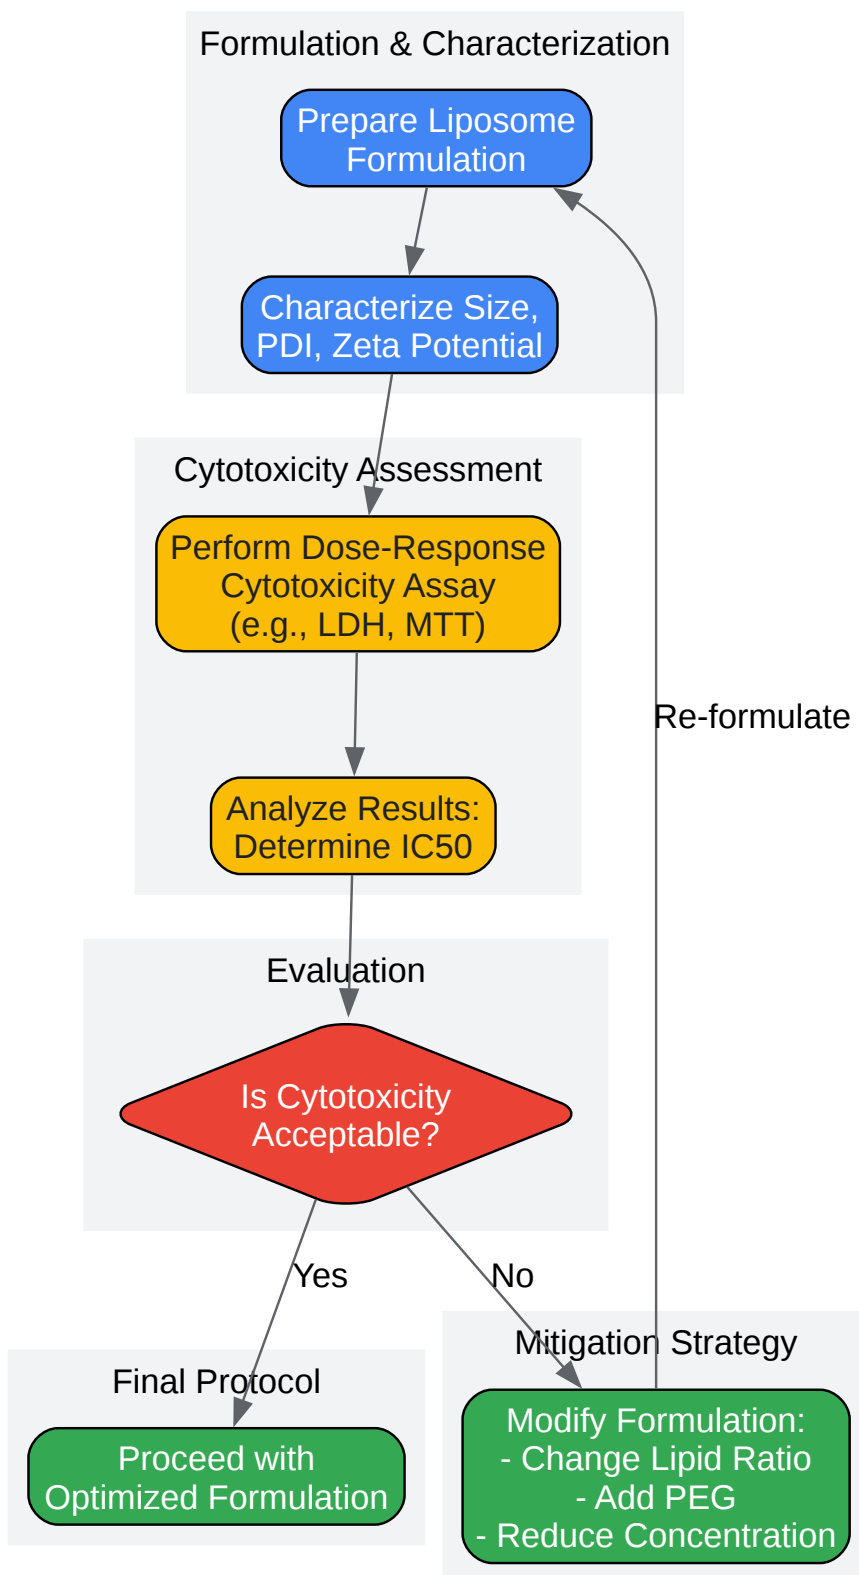 Formulation & Characterization
Prepare Liposome
Formulation
Characterize Size,
PDI, Zeta Potential
Cytotoxicity Assessment
Perform Dose-Response
Cytotoxicity Assay
(e.g., LDH, MTT)
Re-formulate
Analyze Results:
Determine IC50
Evaluation
Is Cytotoxicity
Acceptable?
Yes
No
Mitigation Strategy
Final Protocol
Modify Formulation:
- Change Lipid Ratio
- Add PEG
- Reduce Concentration
Proceed with
Optimized Formulation